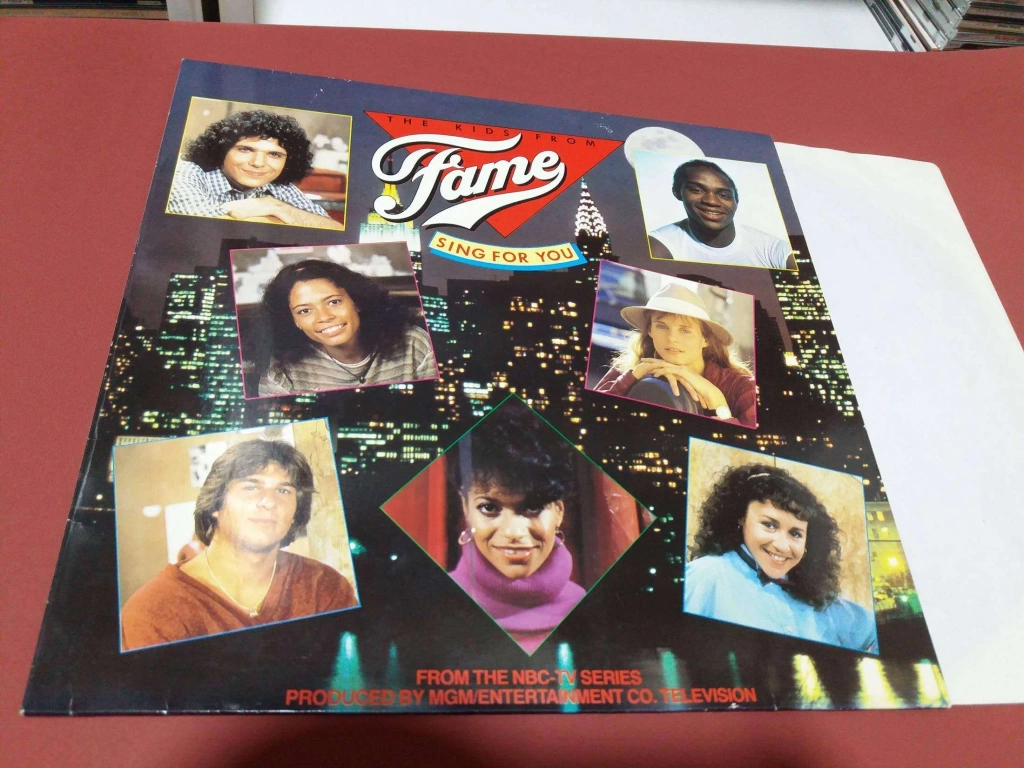 THE KIDS FROM
Fame
SING FOR YOU
FROM THE NBC-TV SERIES
PRODUCED BY MGM/ENTERTAINMENT CO. TELEVISION